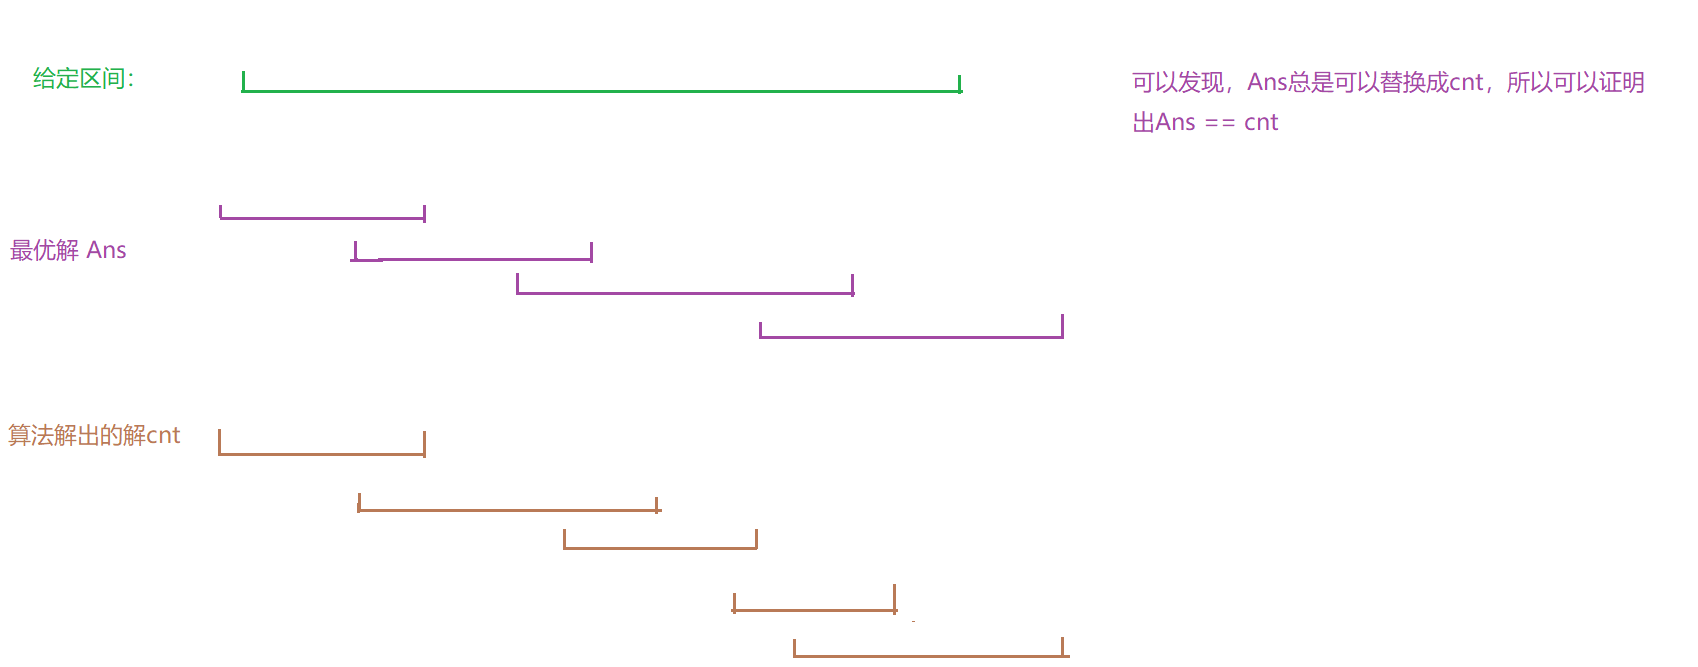 给定区间：
可以发现，Ans总是可以替换成cnt，所以可以证明
出Ans == cnt
最优解 Ans
算法解出的解cnt